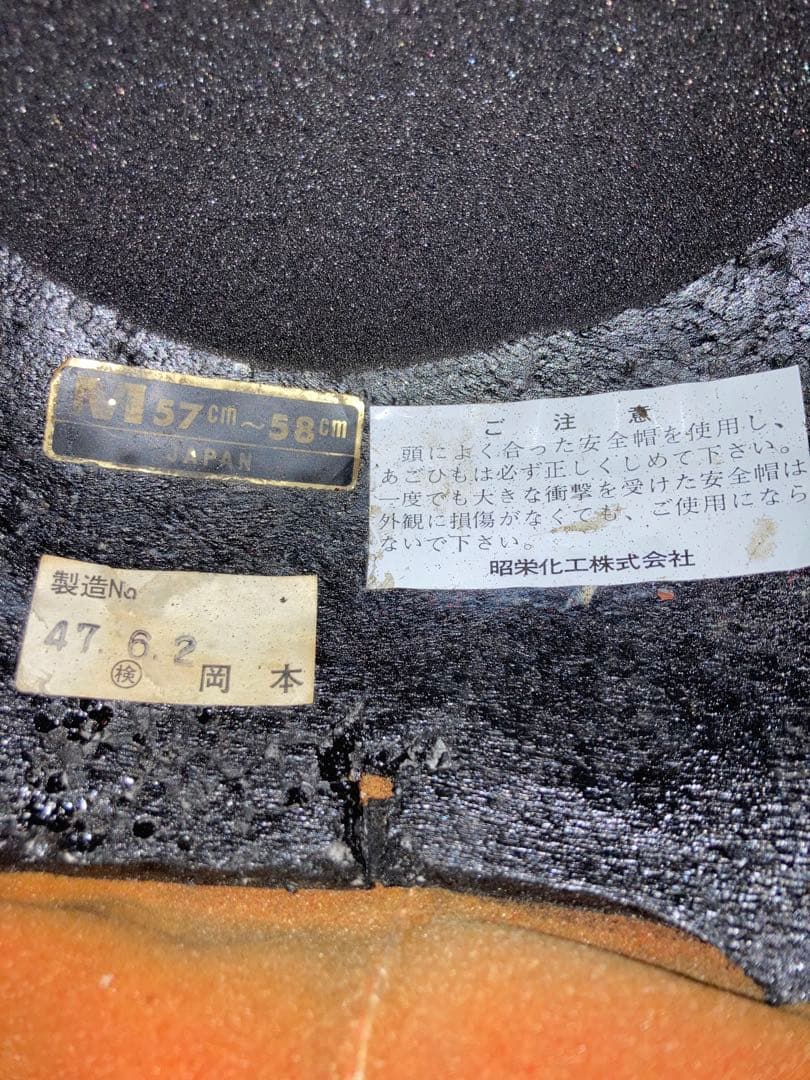 M 57cm~58cm
JAPAN
ご注意
頭によく合った安全帽を使用し、
あごひもは必ず正しくしめて下さい。
一度でも大きな衝撃を受けた安全帽は
外観に損傷がなくても、ご使用になら
ないで下さい。
昭栄化工株式会社
製造No
47.6.2
検 岡本